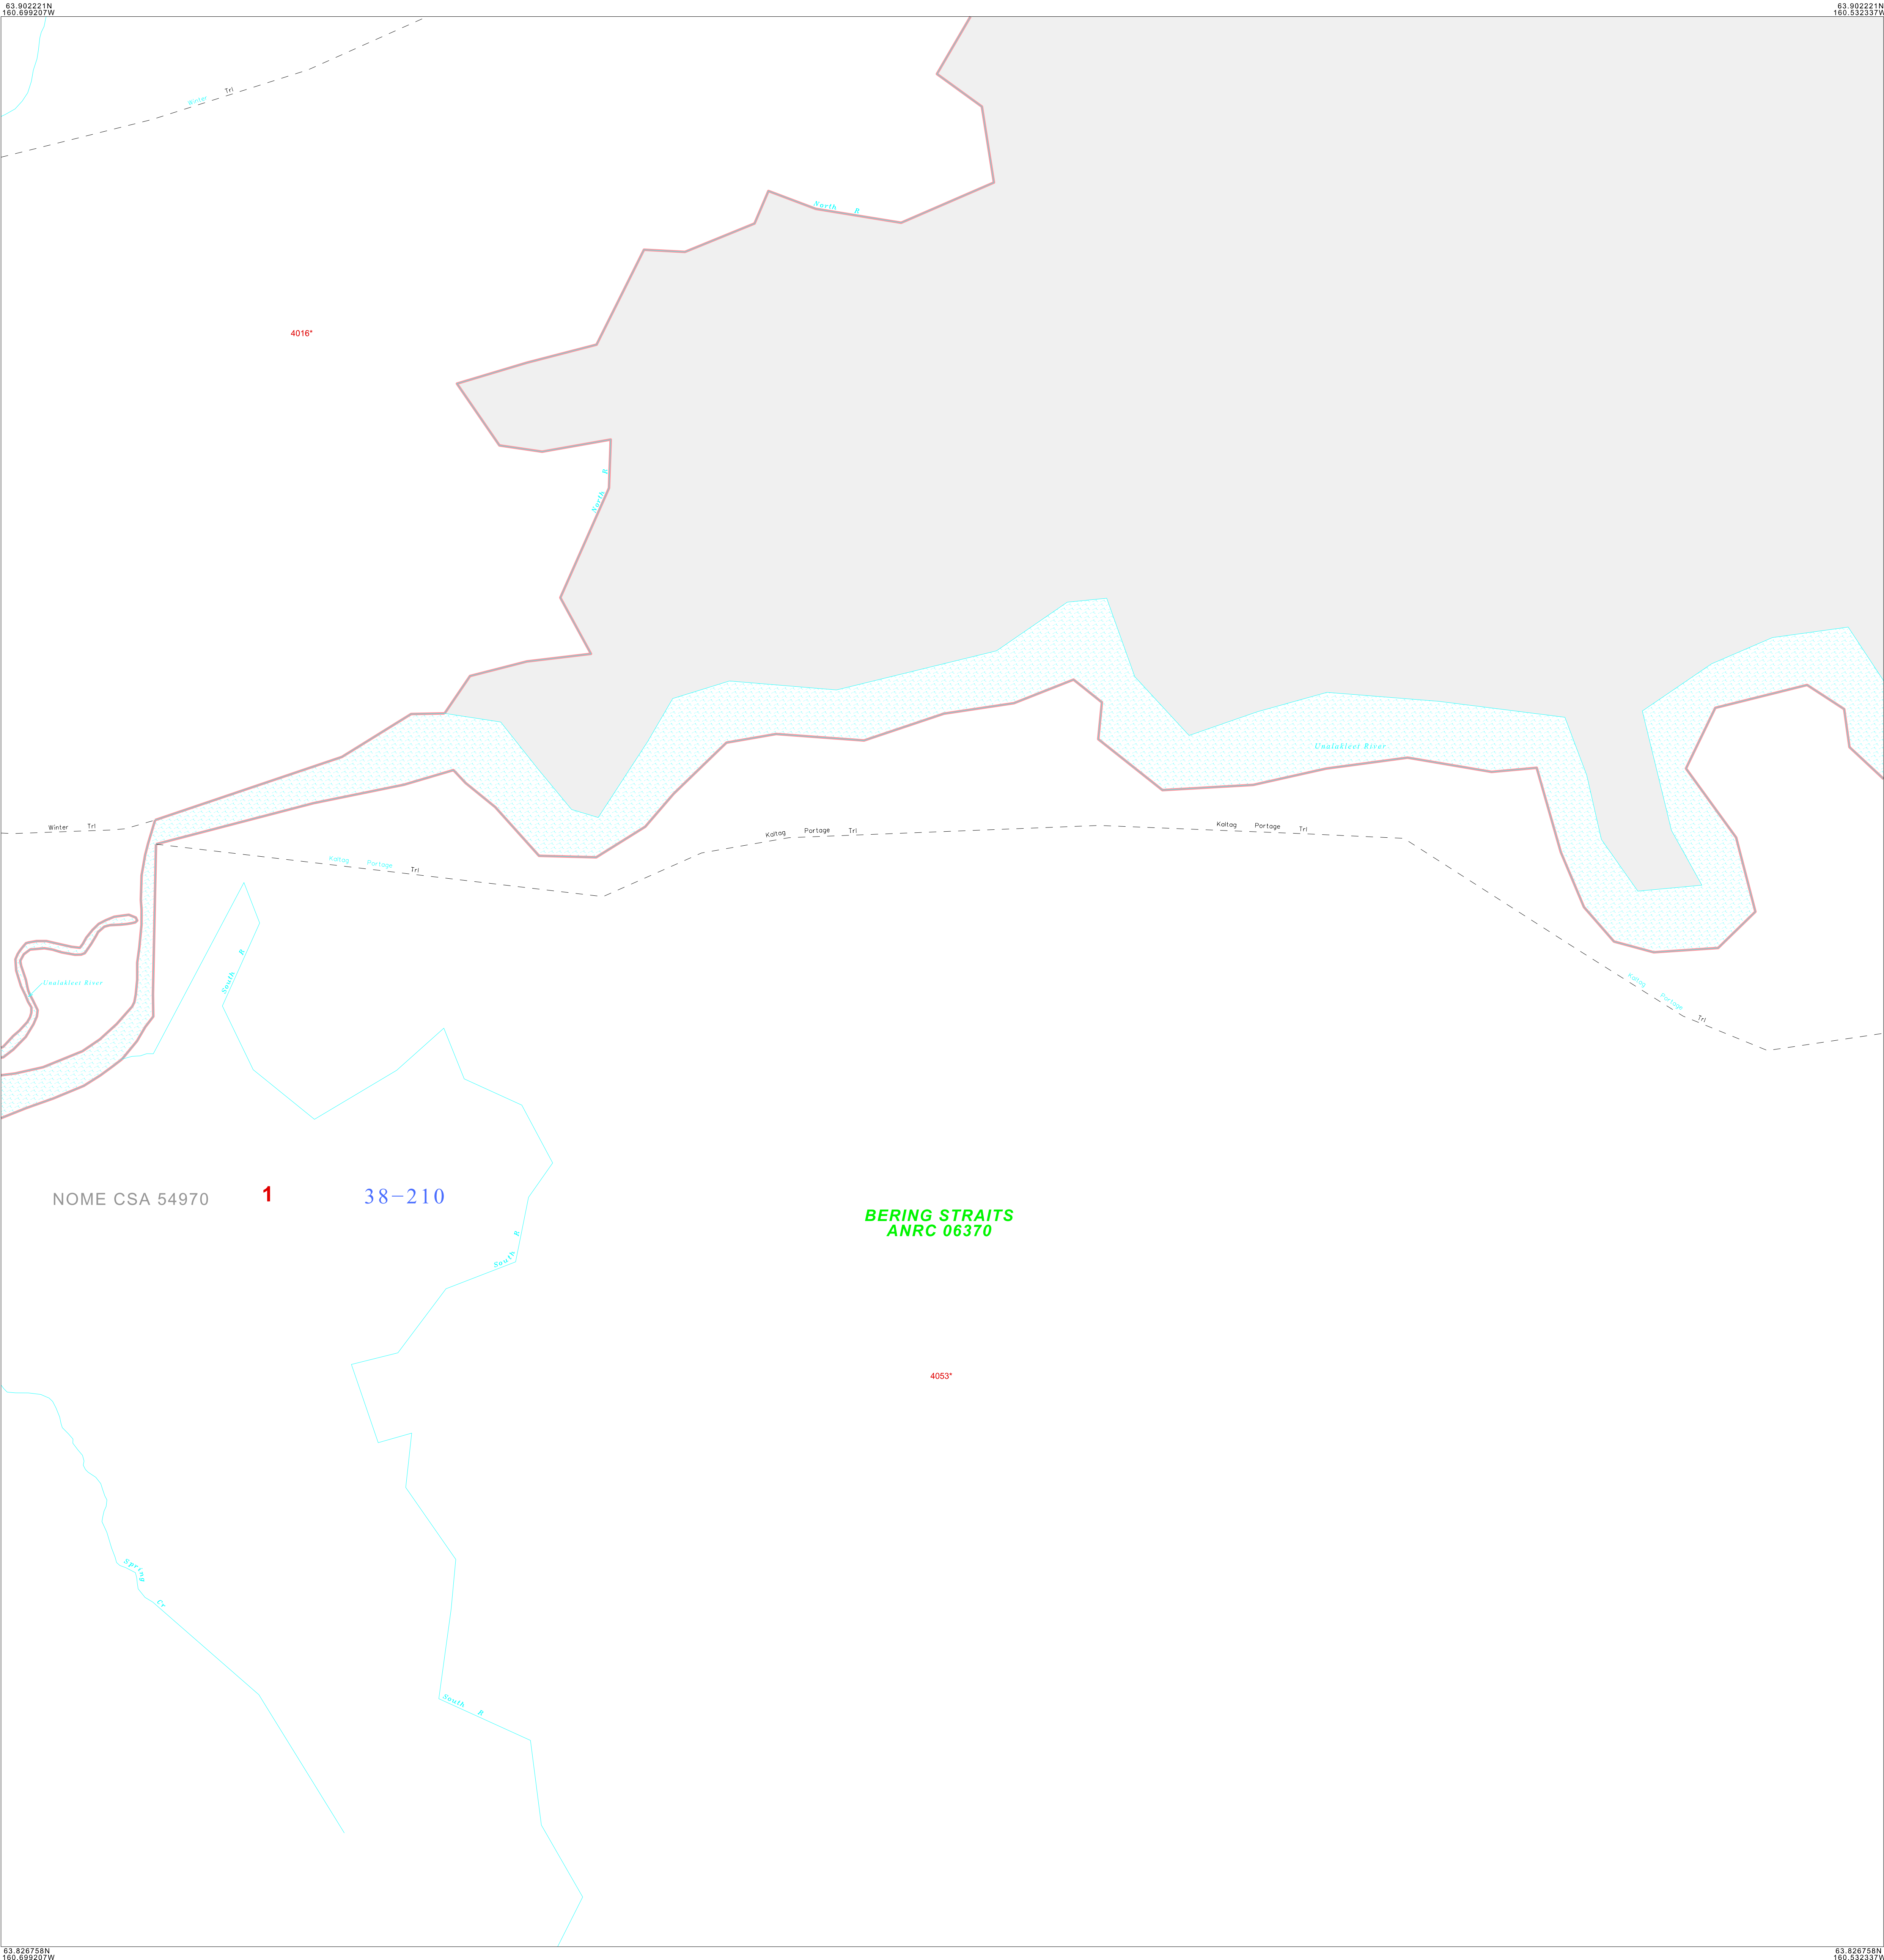 63.902221N
160.699207W
63.902221N
160.532337W
Winter Trl
North R
4016*
North R
Unalakleet River
Winter Trl
Kaltag Portage Trl
Kaltag Portage Trl
Kaltag Portage Trl
South R
Unalakleet River
Kaltag Portage Trl
NOME CSA 54970
1
38-210
BERING STRAITS
ANRC 06370
South R
4053*
Spring Cr
South R
63.826758N
160.699207W
63.826758N
160.532337W